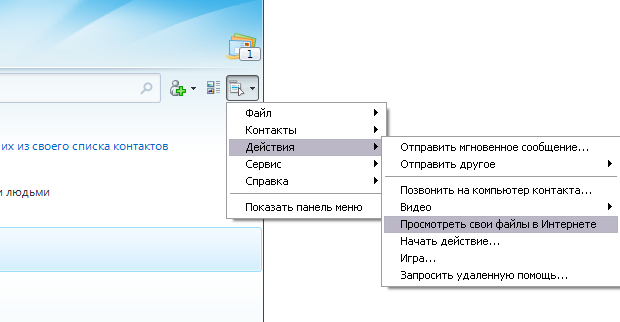 1
Файл
Контакты
их из своего списка контактов
Действия
Сервис
и людьми
Справка
Показать панель меню
Отправить мгновенное сообщение...
Отправить другое
Позвонить на компьютер контакта...
Видео
Просмотреть свои файлы в Интернете
Начать действие...
Игра...
Запросить удаленную помощь...